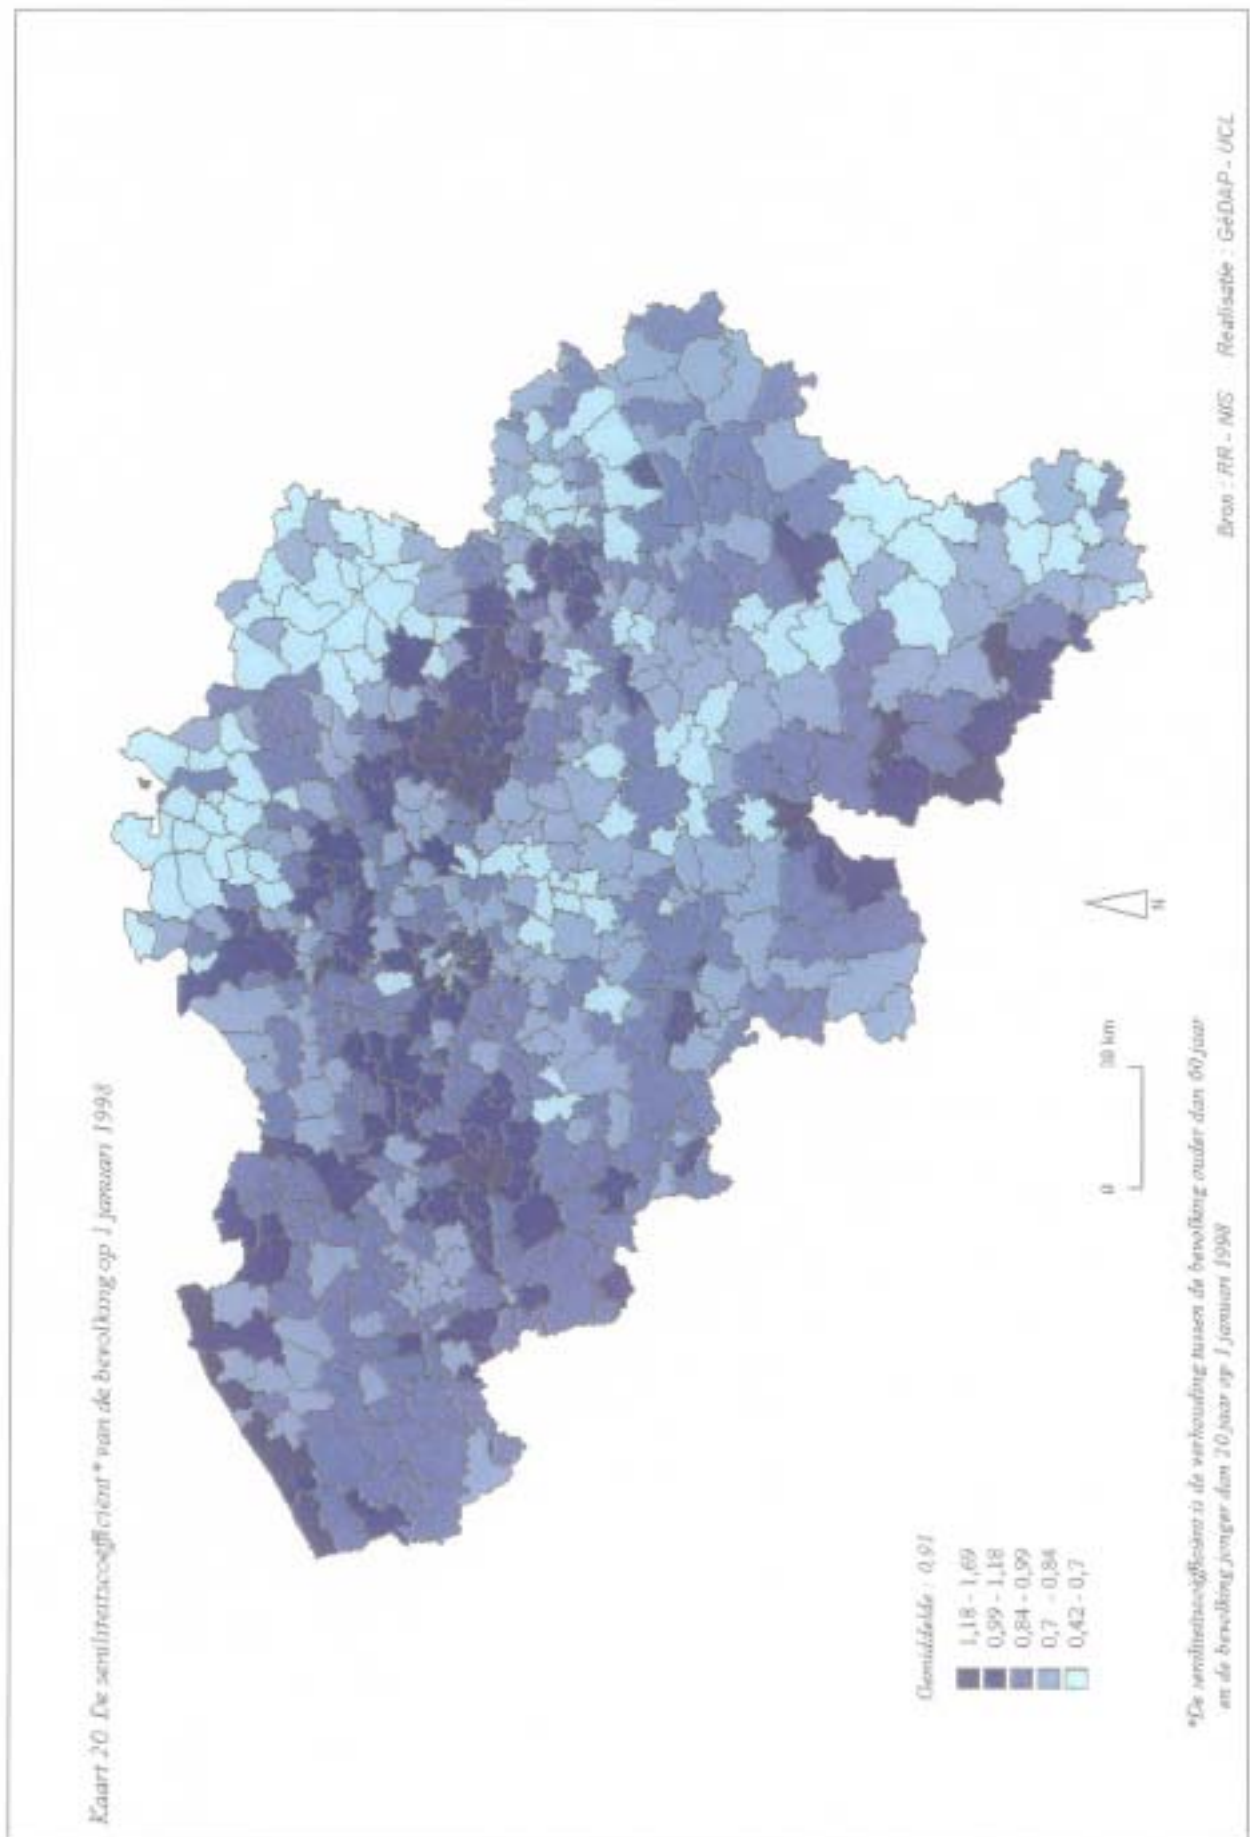 Kaart 20. De seniliteitscoëfficiënt* van de bevolking op 1 januari 1998
Gemiddelde : 0,91
1,18 - 1,69
0,99 - 1,18
0,84 - 0,99
0,7 - 0,84
0,42 - 0,7
0 30 km
N
Bron : RR - NIS Realisatie : GéDAP - UCL
*De seniliteitscoëfficiënt is de verhouding tussen de bevolking ouder dan 60 jaar
en de bevolking jonger dan 20 jaar op 1 januari 1998